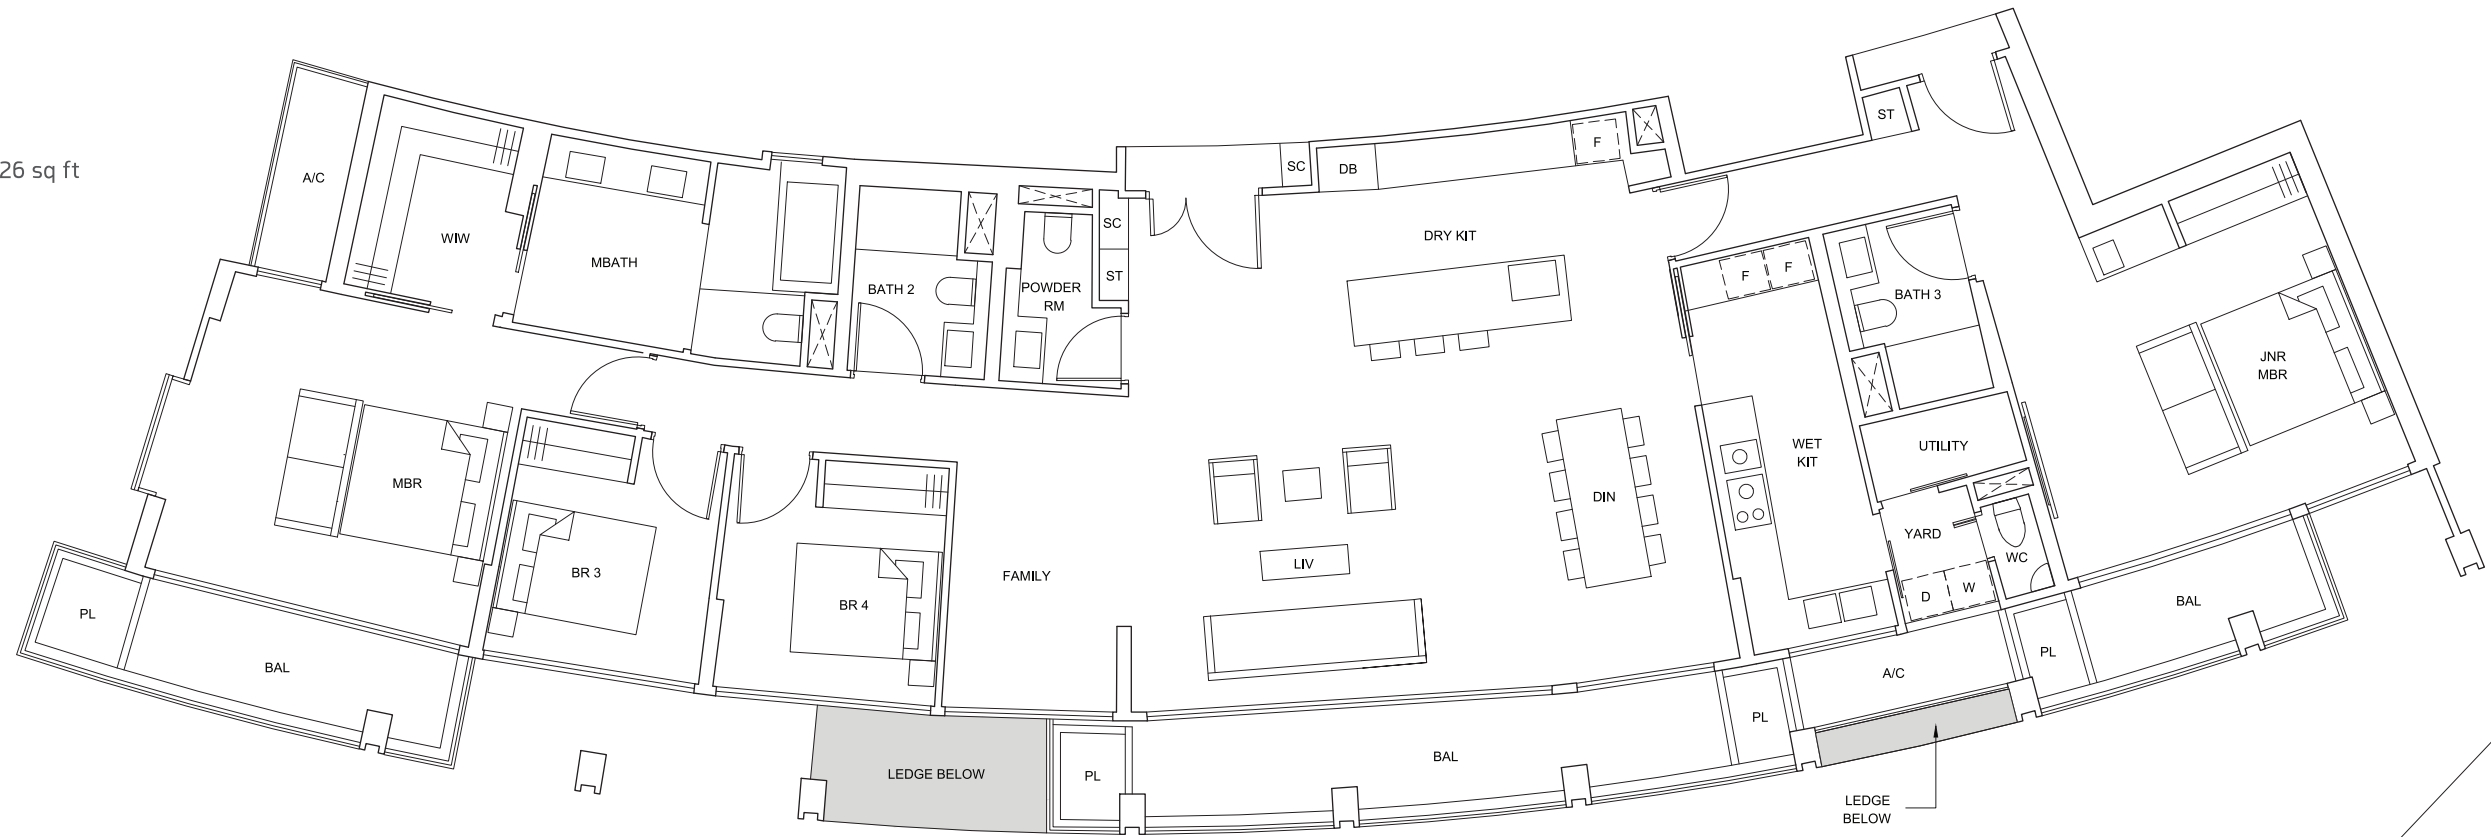 26 sq ft
A/C
WIW
MBATH
BATH 2
POWDER
RM
SC
ST
SC
DB
F
DRY KIT
ST
F
F
BATH 3
JNR
MBR
MBR
BR 3
BR 4
FAMILY
LIV
DIN
WET
KIT
UTILITY
YARD
WC
D
W
PL
BAL
LEDGE BELOW
PL
BAL
PL
A/C
PL
BAL
LEDGE
BELOW